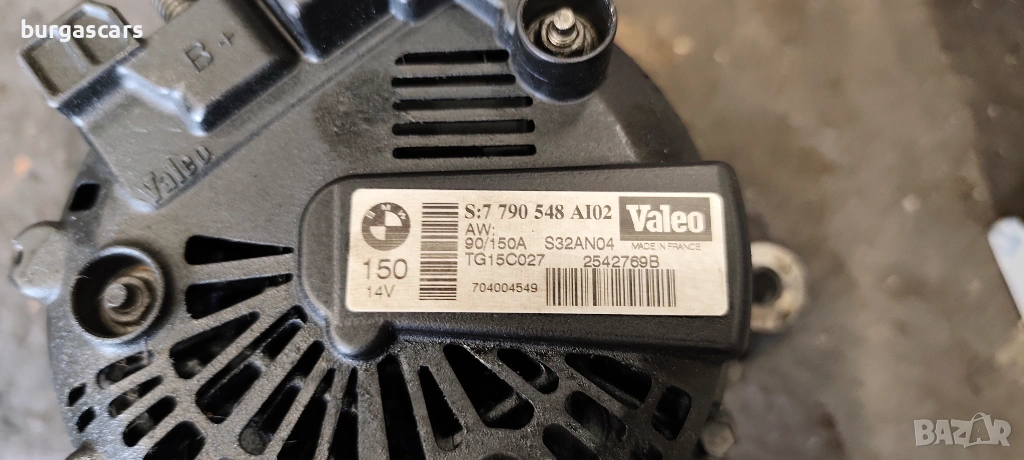 burgascars
B+
Valeo
BMW
S:7 790 548 AI02
Valeo
AW:
MADE IN FRANCE
90/150A S32AN04
TG15C027 2542769B
150
14V
704004549
BAZAR